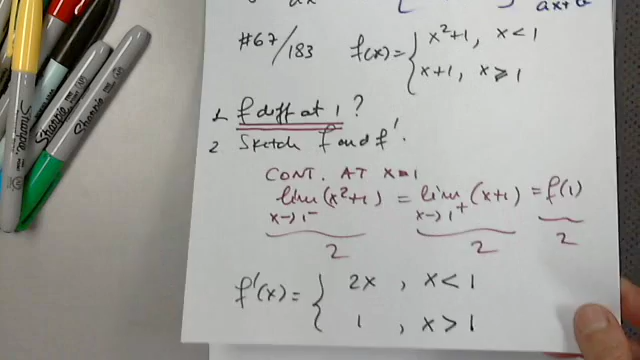 #67/183 f(x) = { x²+1, x<1
x+1, x⩾1
1. f diff at 1?
2 Sketch f and f'.
CONT. AT x=1
lim (x²+1) = lim (x+1) = f(1)
x→1⁻ x→1⁺
2 2 2
f'(x) = { 2x , x<1
1 , x>1
Sharpie
Sharpie